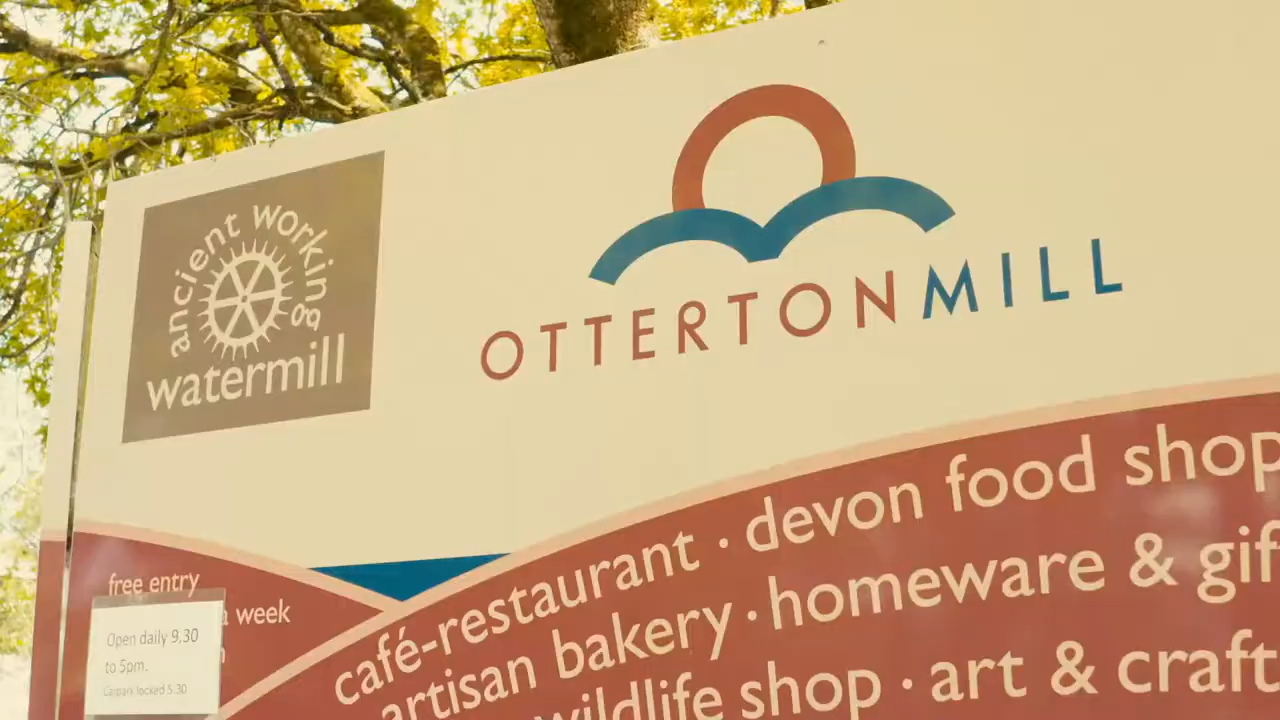 ancient working
watermill
OTTERTONMILL
free entry
a week
Open daily 9.30
to 5pm.
Carpark locked 5.30
café-restaurant · devon food shop
artisan bakery · homeware & gif
wildlife shop · art & craft